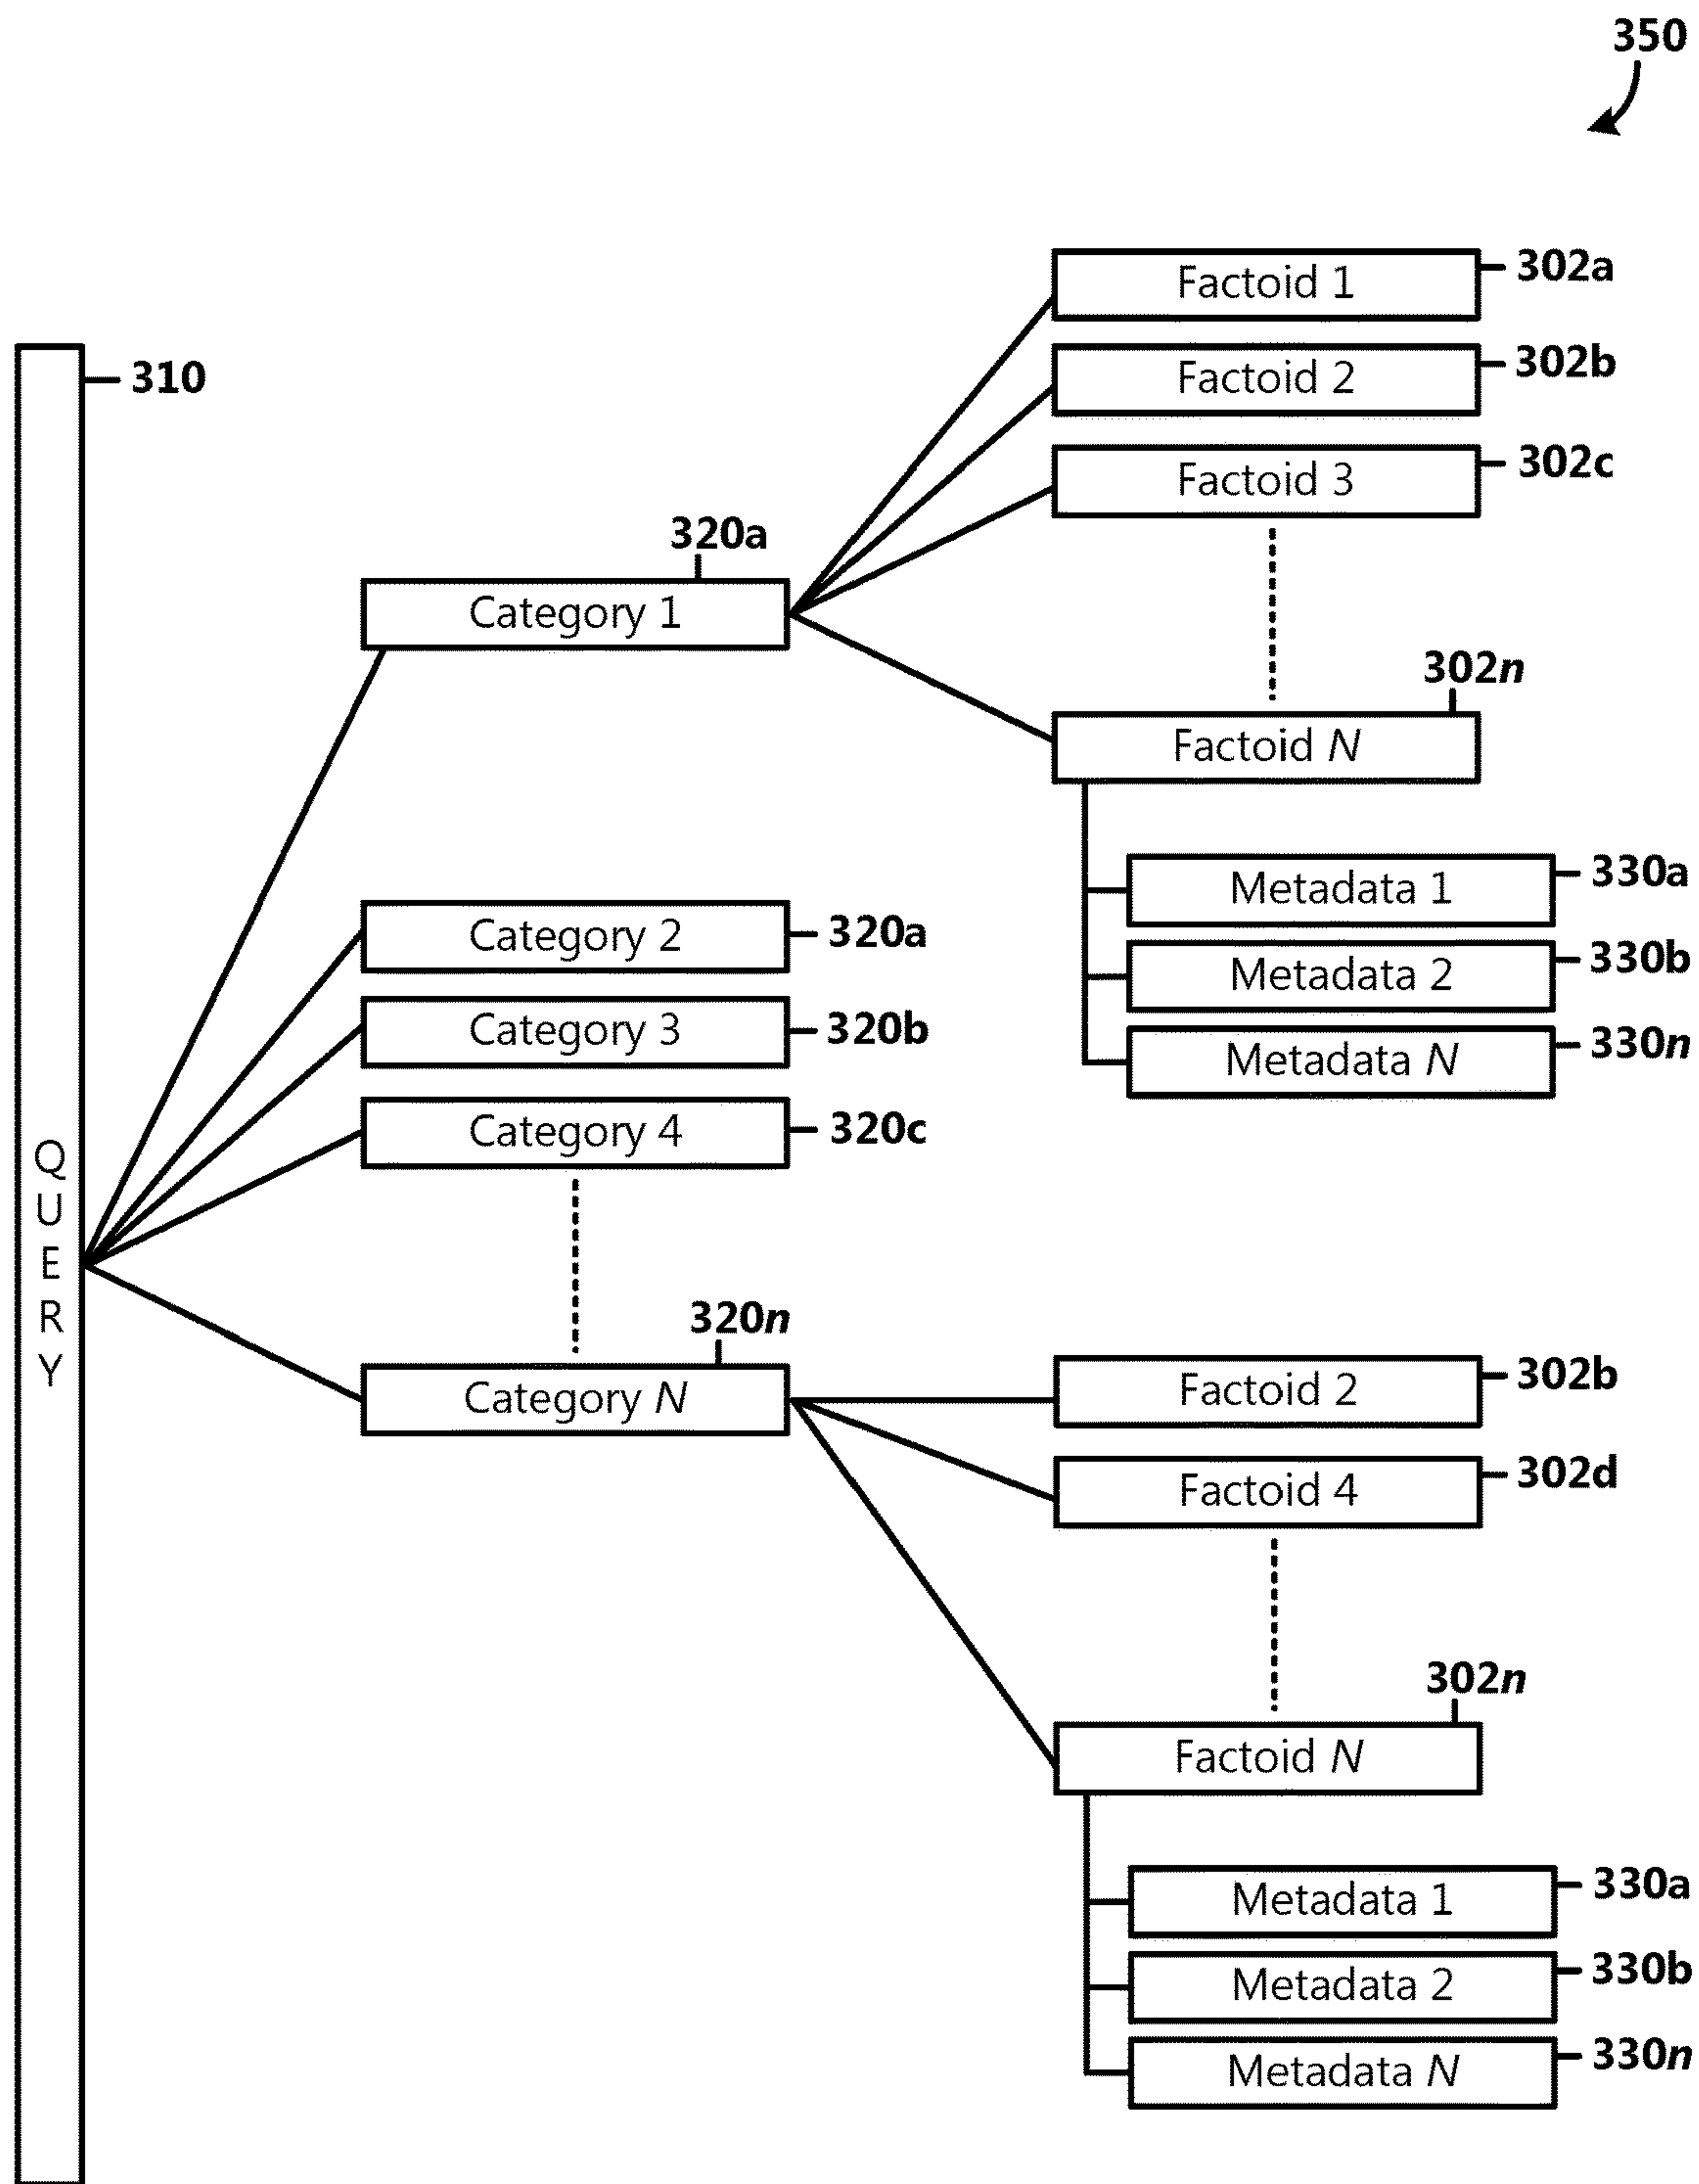 350
Factoid 1
302a
Factoid 2
302b
Factoid 3
302c
310
320a
Category 1
302n
Factoid N
Metadata 1
330a
Metadata 2
330b
Metadata N
330n
Category 2
320a
Category 3
320b
Category 4
320c
QUERY
320n
Category N
Factoid 2
302b
Factoid 4
302d
302n
Factoid N
Metadata 1
330a
Metadata 2
330b
Metadata N
330n